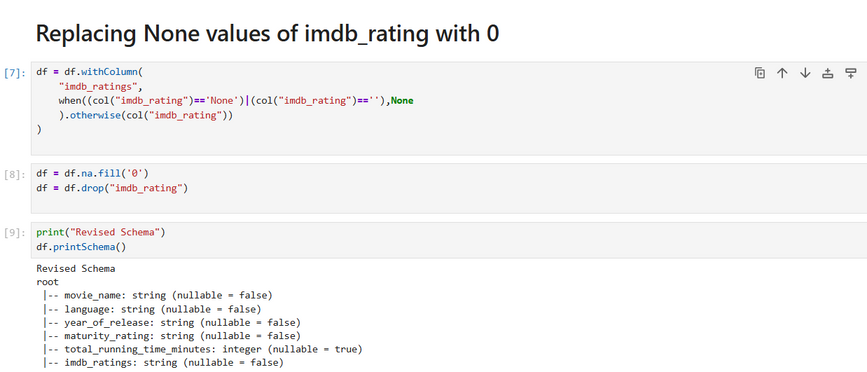 Replacing None values of imdb_rating with 0
[7]:
df = df.withColumn(
    "imdb_ratings",
    when((col("imdb_rating")=='None')|(col("imdb_rating")==''),None
    ).otherwise(col("imdb_rating"))
)
[8]:
df = df.na.fill('0')
df = df.drop("imdb_rating")
[9]:
print("Revised Schema")
df.printSchema()
Revised Schema
root
 |-- movie_name: string (nullable = false)
 |-- language: string (nullable = false)
 |-- year_of_release: string (nullable = false)
 |-- maturity_rating: string (nullable = false)
 |-- total_running_time_minutes: integer (nullable = true)
 |-- imdb_ratings: string (nullable = false)